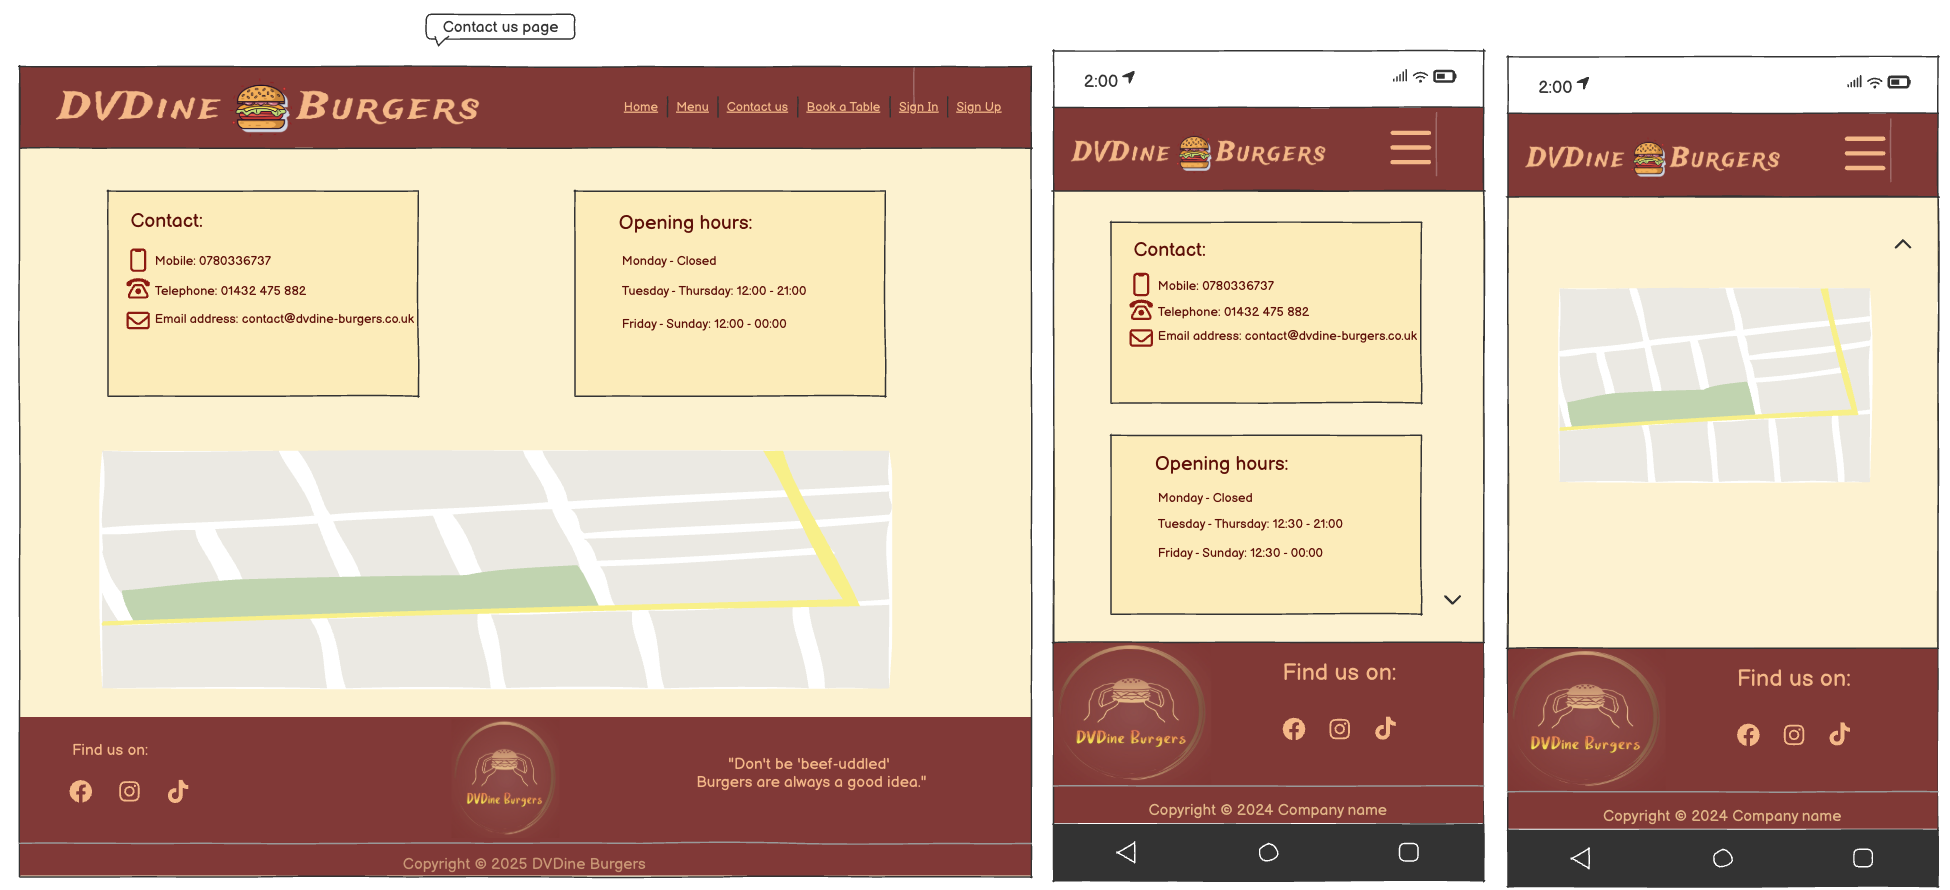 Contact us page
DVDINE BURGERS
Home Menu Contact us Book a Table Sign In Sign Up
Contact:
Mobile: 0780336737
Telephone: 01432 475 882
Email address: contact@dvdine-burgers.co.uk
Opening hours:
Monday - Closed
Tuesday - Thursday: 12:00 - 21:00
Friday - Sunday: 12:00 - 00:00
Find us on:
DVDine Burgers
"Don't be 'beef-uddled'
Burgers are always a good idea."
Copyright © 2025 DVDine Burgers
2:00
DVDINE BURGERS
Contact:
Mobile: 0780336737
Telephone: 01432 475 882
Email address: contact@dvdine-burgers.co.uk
Opening hours:
Monday - Closed
Tuesday - Thursday: 12:30 - 21:00
Friday - Sunday: 12:30 - 00:00
DVDine Burgers
Find us on:
Copyright © 2024 Company name
2:00
DVDINE BURGERS
DVDine Burgers
Find us on:
Copyright © 2024 Company name